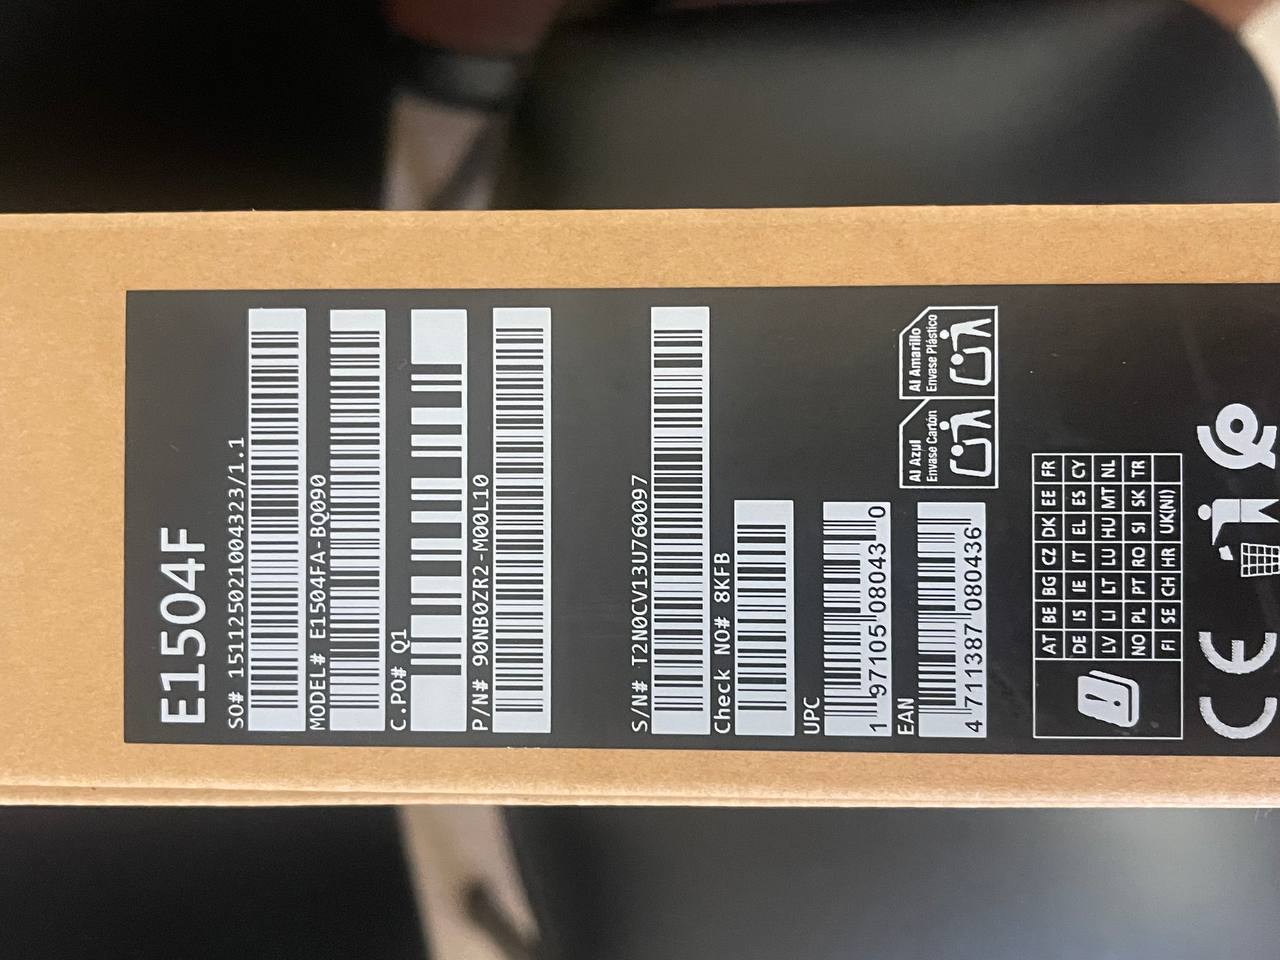 E1504F
SO# 151125021004323/1.1
MODEL# E1504FA-BQ090
C.PO# Q1
P/N# 90NB0ZR2-M00L10
S/N# T2N0CV13U760097
Check NO# 8KFB
UPC
1 97105 08043 0
EAN
4 711387 080436
Al Azul
Envase Cartón
Al Amarillo
Envase Plástico
AT BE BG CZ DK EE FR
DE IS IE IT EL ES CY
LV LI LT LU HU MT NL
NO PL PT RO SI SK TR
FI SE CH HR UK(NI)
CE